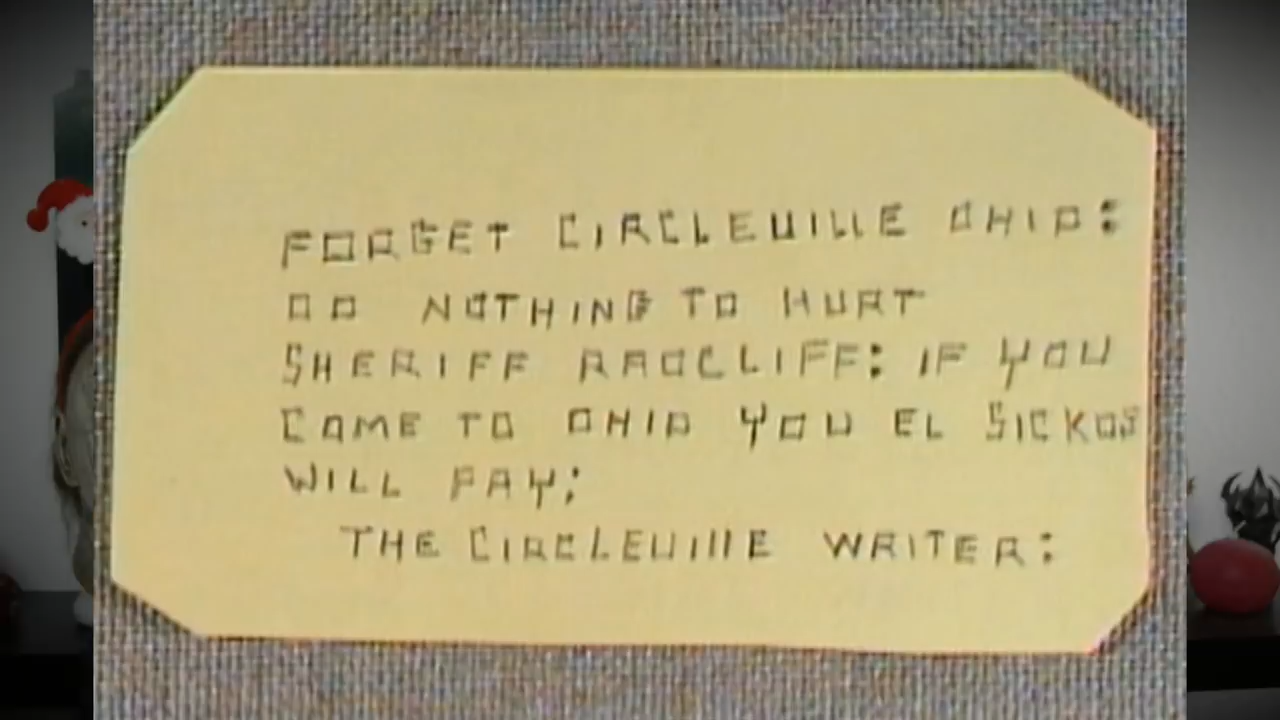 FORGET CIRCLEVILLE OHIO:
DO NOTHING TO HURT
SHERIFF RADCLIFF: IF YOU
COME TO OHIO YOU EL SICKOS
WILL PAY:
THE CIRCLEVILLE WRITER: